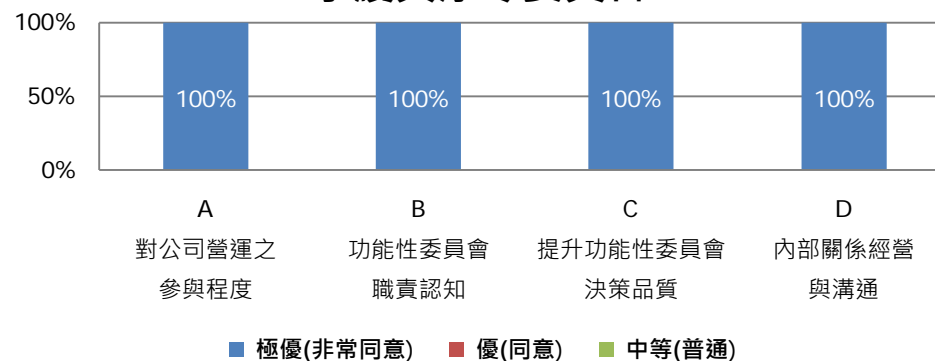 100%
50%
0%
100%
100%
100%
100%
A
對公司營運之
參與程度
B
功能性委員會
職責認知
C
提升功能性委員會
決策品質
D
內部關係經營
與溝通
極優(非常同意)
優(同意)
中等(普通)